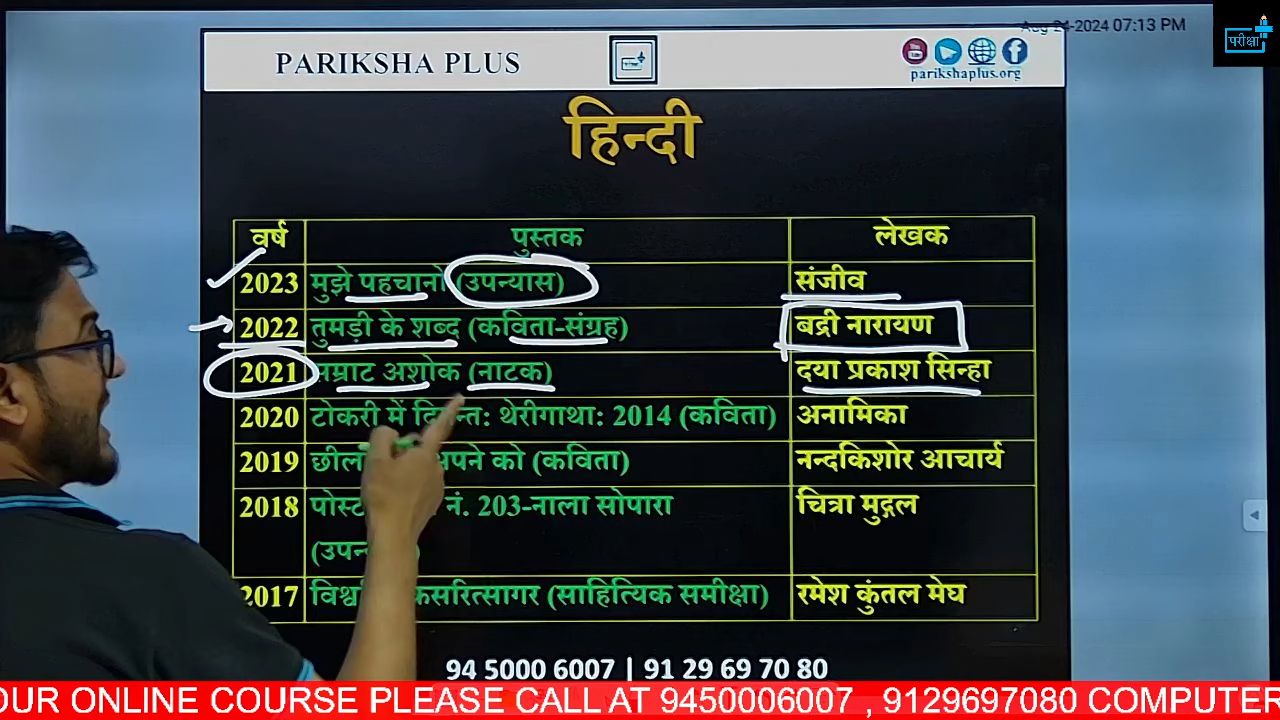 Aug 24-2024 07:13 PM
परीक्षा
PARIKSHA PLUS
parikshaplus.org
हिन्दी
वर्ष पुस्तक लेखक
2023 मुझे पहचानो (उपन्यास) संजीव
2022 तुमड़ी के शब्द (कविता-संग्रह) बद्री नारायण
2021 सम्राट अशोक (नाटक) दया प्रकाश सिन्हा
2020 टोकरी में थेरीगाथा: 2014 (कविता) अनामिका
2019 अपने को (कविता) नन्दकिशोर आचार्य
2018 नं. 203-नाला सोपारा चित्रा मुद्गल
2017 (साहित्यिक समीक्षा) रमेश कुंतल मेघ
94 5000 6007 | 91 29 69 70 80
OUR ONLINE COURSE PLEASE CALL AT 9450006007 , 9129697080 COMPUTER